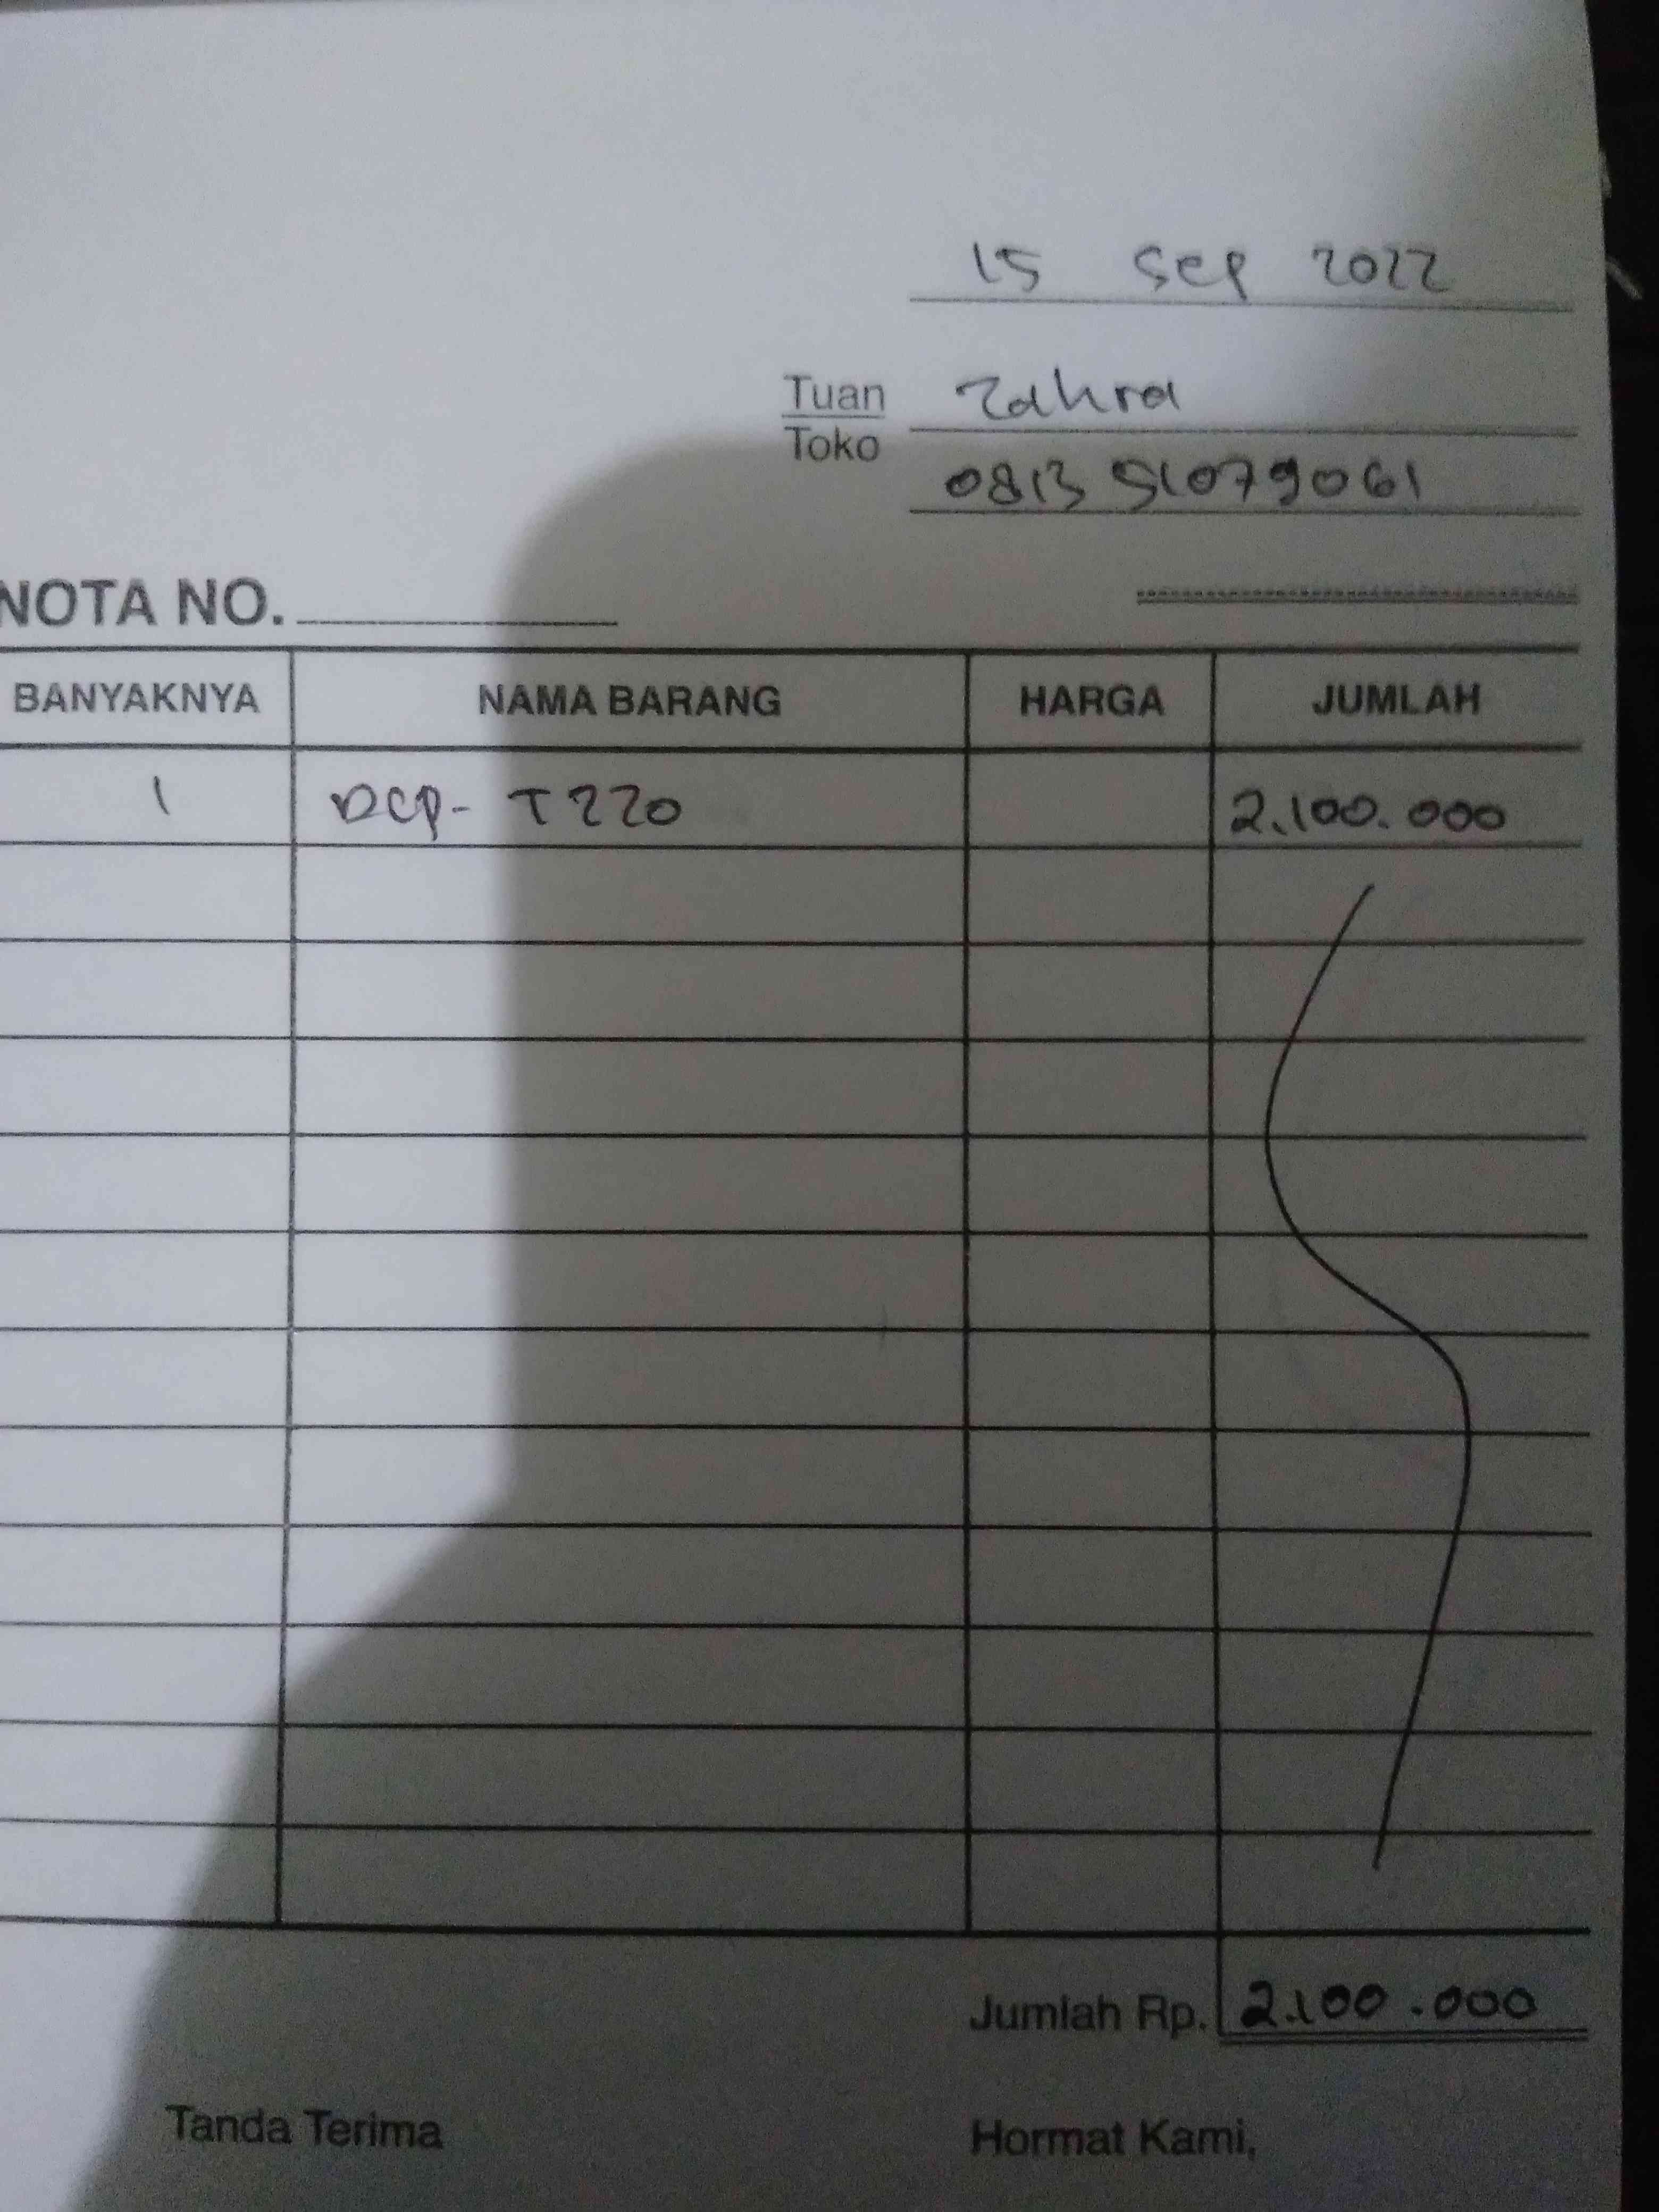 15 Sep 2022
Tuan Zahra
Toko
0813 51079061
NOTA NO.
BANYAKNYA NAMA BARANG HARGA JUMLAH
1 DCP- T220 2.100.000
Jumlah Rp. 2.100.000
Tanda Terima Hormat Kami,